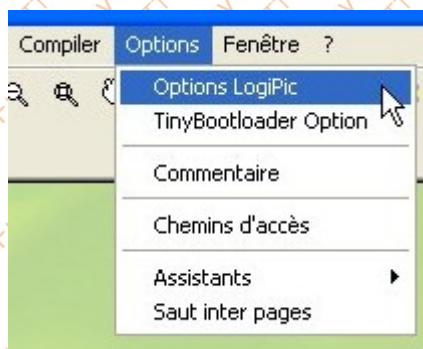 Compiler Options Fenêtre ?
Options LogiPic
TinyBootloader Option
Commentaire
Chemins d'accès
Assistants
Saut inter pages